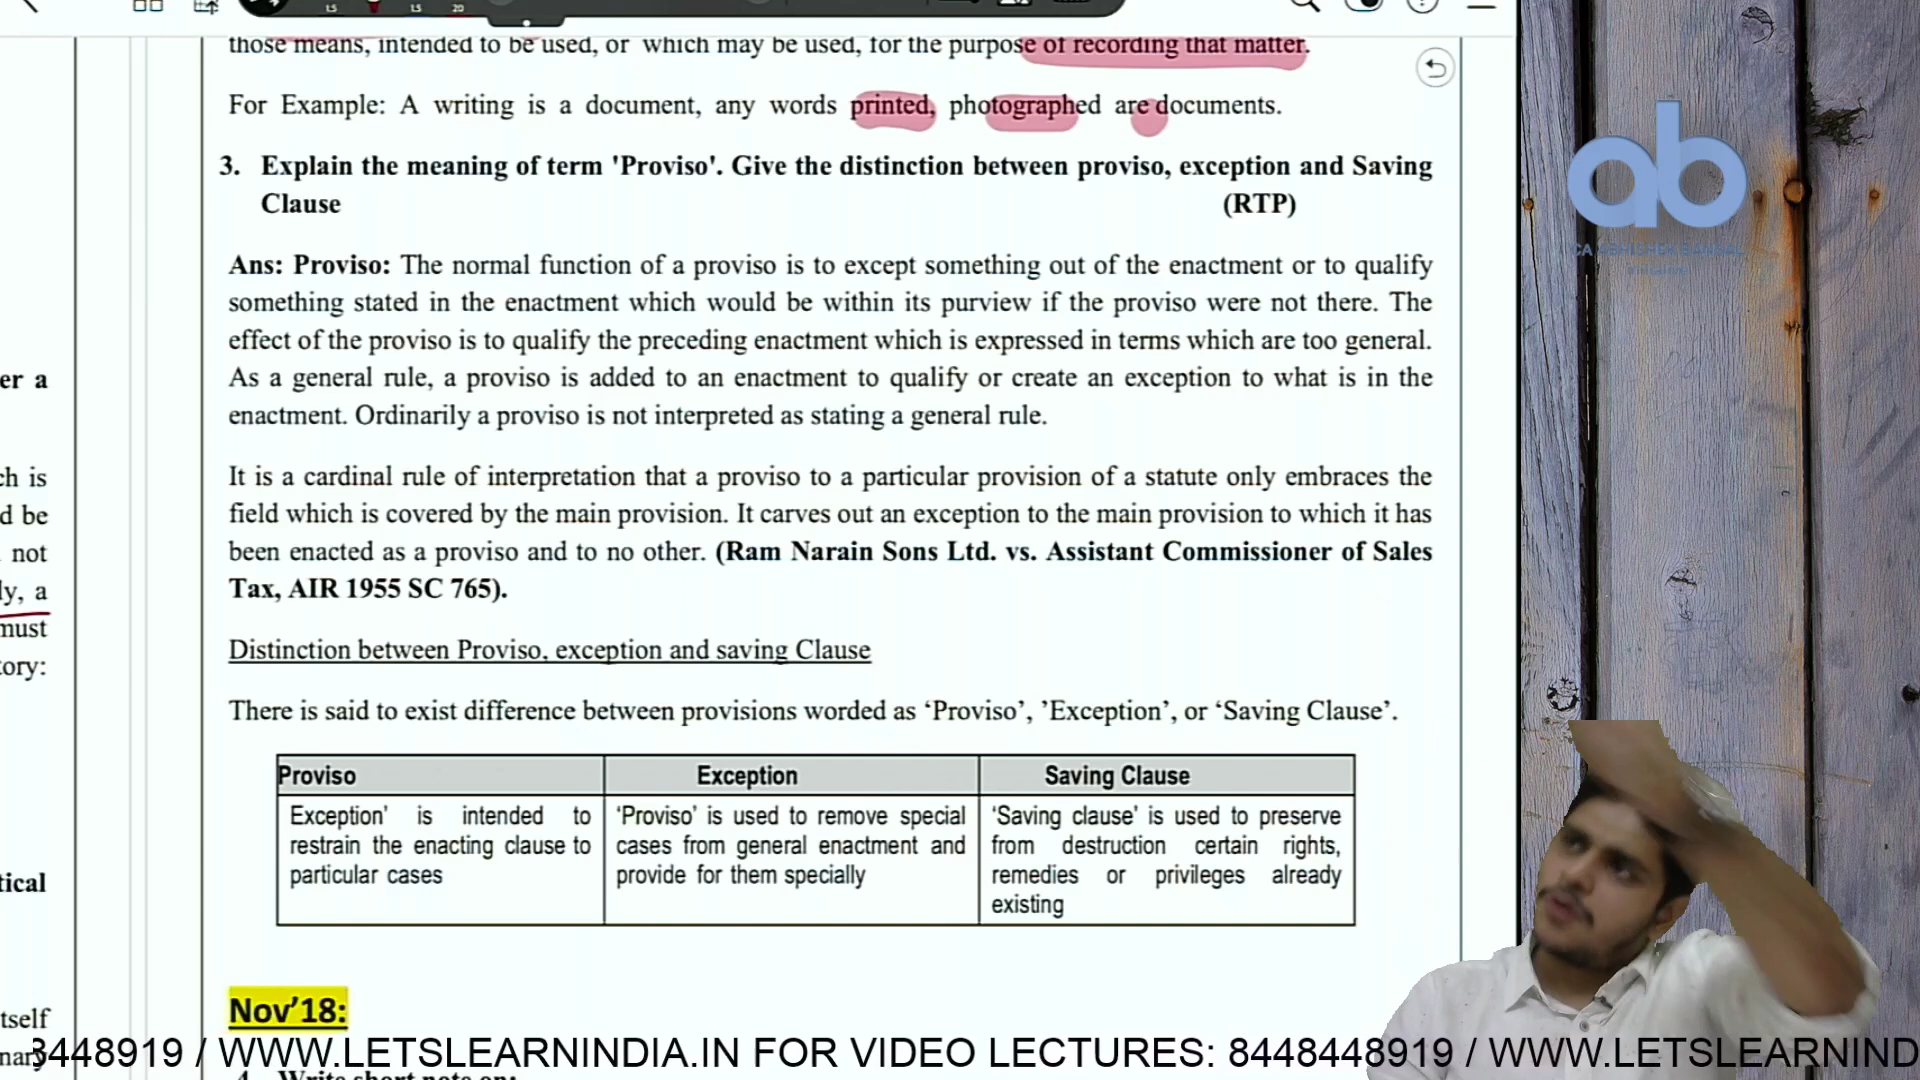 1.5 1.5 20
those means, intended to be used, or which may be used, for the purpose of recording that matter.
For Example: A writing is a document, any words printed, photographed are documents.
3. Explain the meaning of term 'Proviso'. Give the distinction between proviso, exception and Saving
Clause (RTP)
Ans: Proviso: The normal function of a proviso is to except something out of the enactment or to qualify
something stated in the enactment which would be within its purview if the proviso were not there. The
effect of the proviso is to qualify the preceding enactment which is expressed in terms which are too general.
As a general rule, a proviso is added to an enactment to qualify or create an exception to what is in the
enactment. Ordinarily a proviso is not interpreted as stating a general rule.
It is a cardinal rule of interpretation that a proviso to a particular provision of a statute only embraces the
field which is covered by the main provision. It carves out an exception to the main provision to which it has
been enacted as a proviso and to no other. (Ram Narain Sons Ltd. vs. Assistant Commissioner of Sales
Tax, AIR 1955 SC 765).
Distinction between Proviso, exception and saving Clause
There is said to exist difference between provisions worded as ‘Proviso’, ’Exception’, or ‘Saving Clause’.
Proviso
Exception’ is intended to
restrain the enacting clause to
particular cases
Exception
‘Proviso’ is used to remove special
cases from general enactment and
provide for them specially
Saving Clause
‘Saving clause’ is used to preserve
from destruction certain rights,
remedies or privileges already
existing
Nov’18:
4. Write short note on:
er a
ch is
d be
not
ly, a
must
ory:
tical
tself
nary
ab
3448919 / WWW.LETSLEARNINDIA.IN FOR VIDEO LECTURES: 8448448919 / WWW.LETSLEARNIND